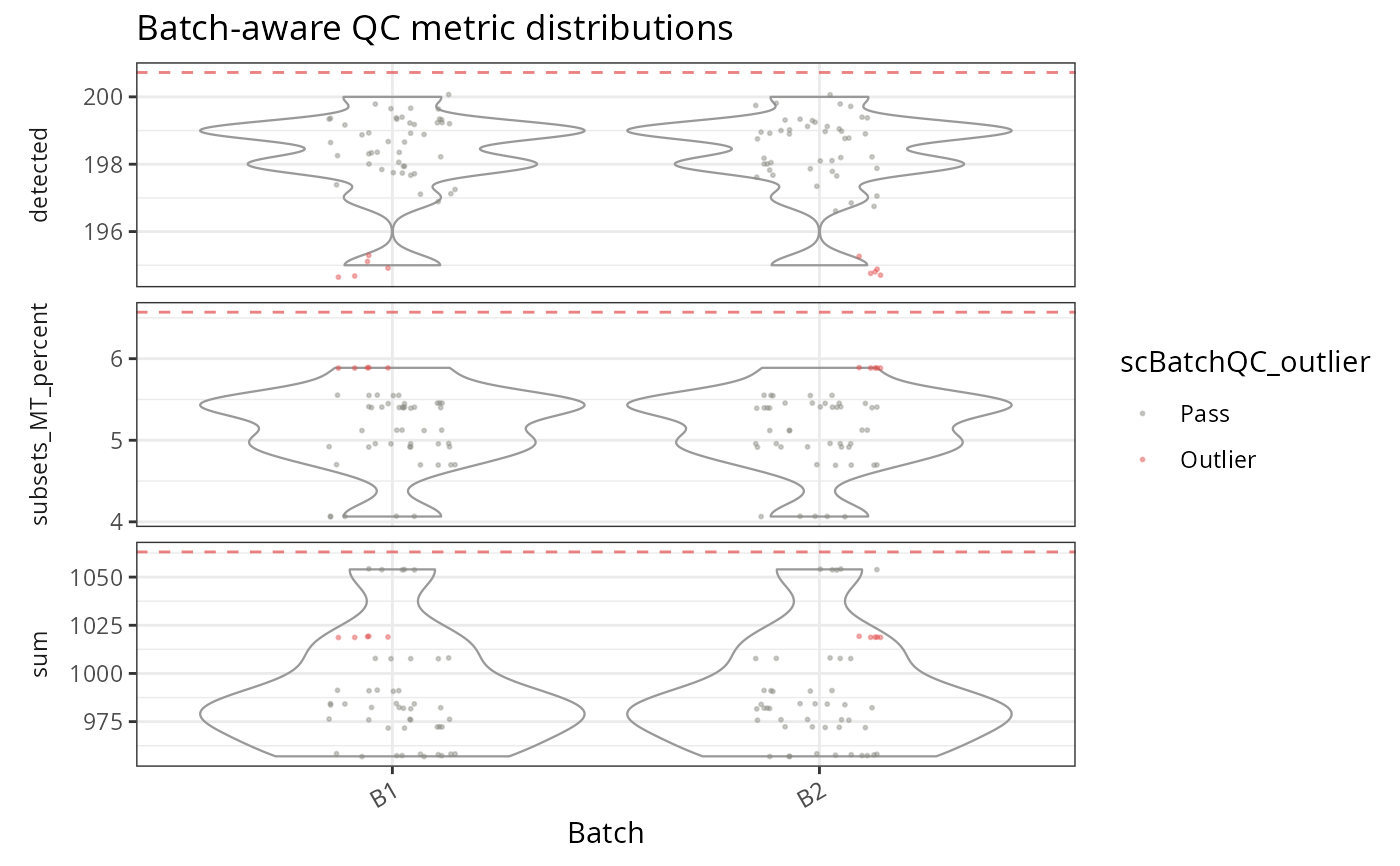 Batch-aware QC metric distributions
detected
200
198
196
subsets_MT_percent
6
5
4
sum
1050
1025
1000
975
B1
B2
Batch
scBatchQC_outlier
Pass
Outlier